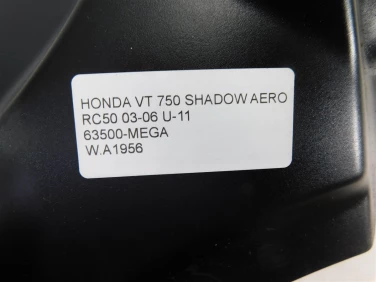 HONDA VT 750 SHADOW AERO
RC50 03-06 U-11
63500-MEGA
W.A1956